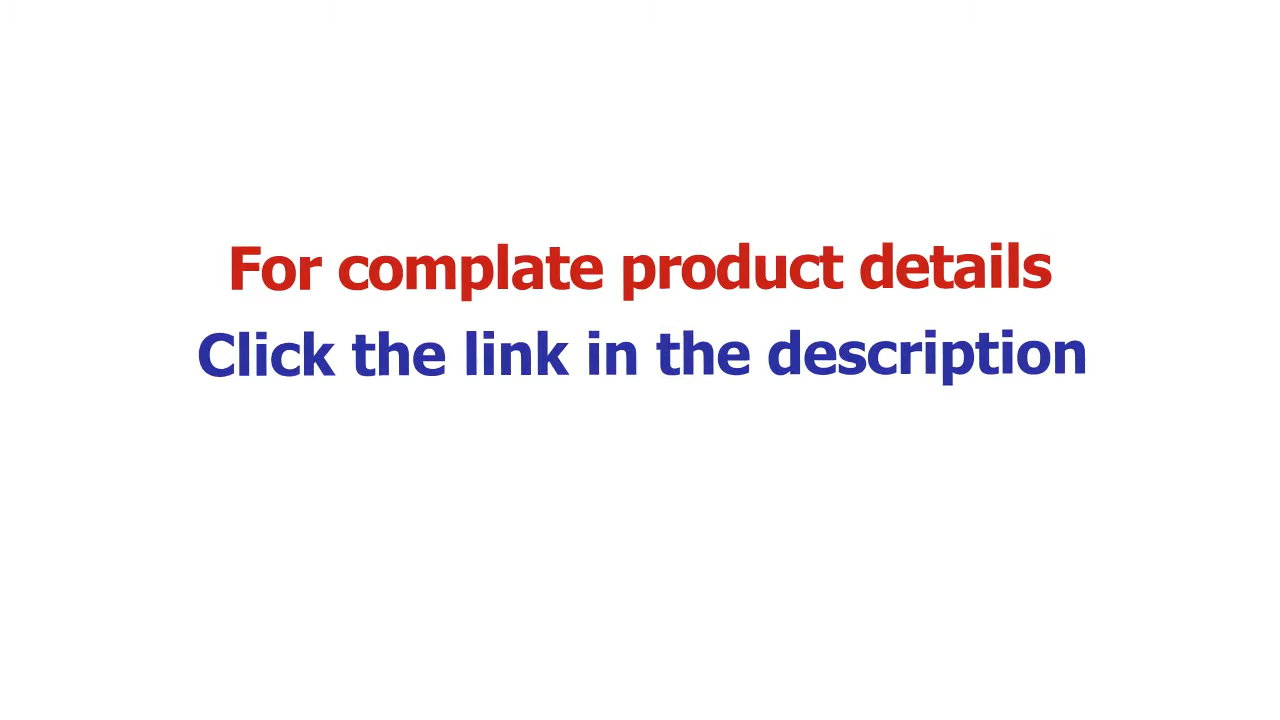 For complate product details
Click the link in the description